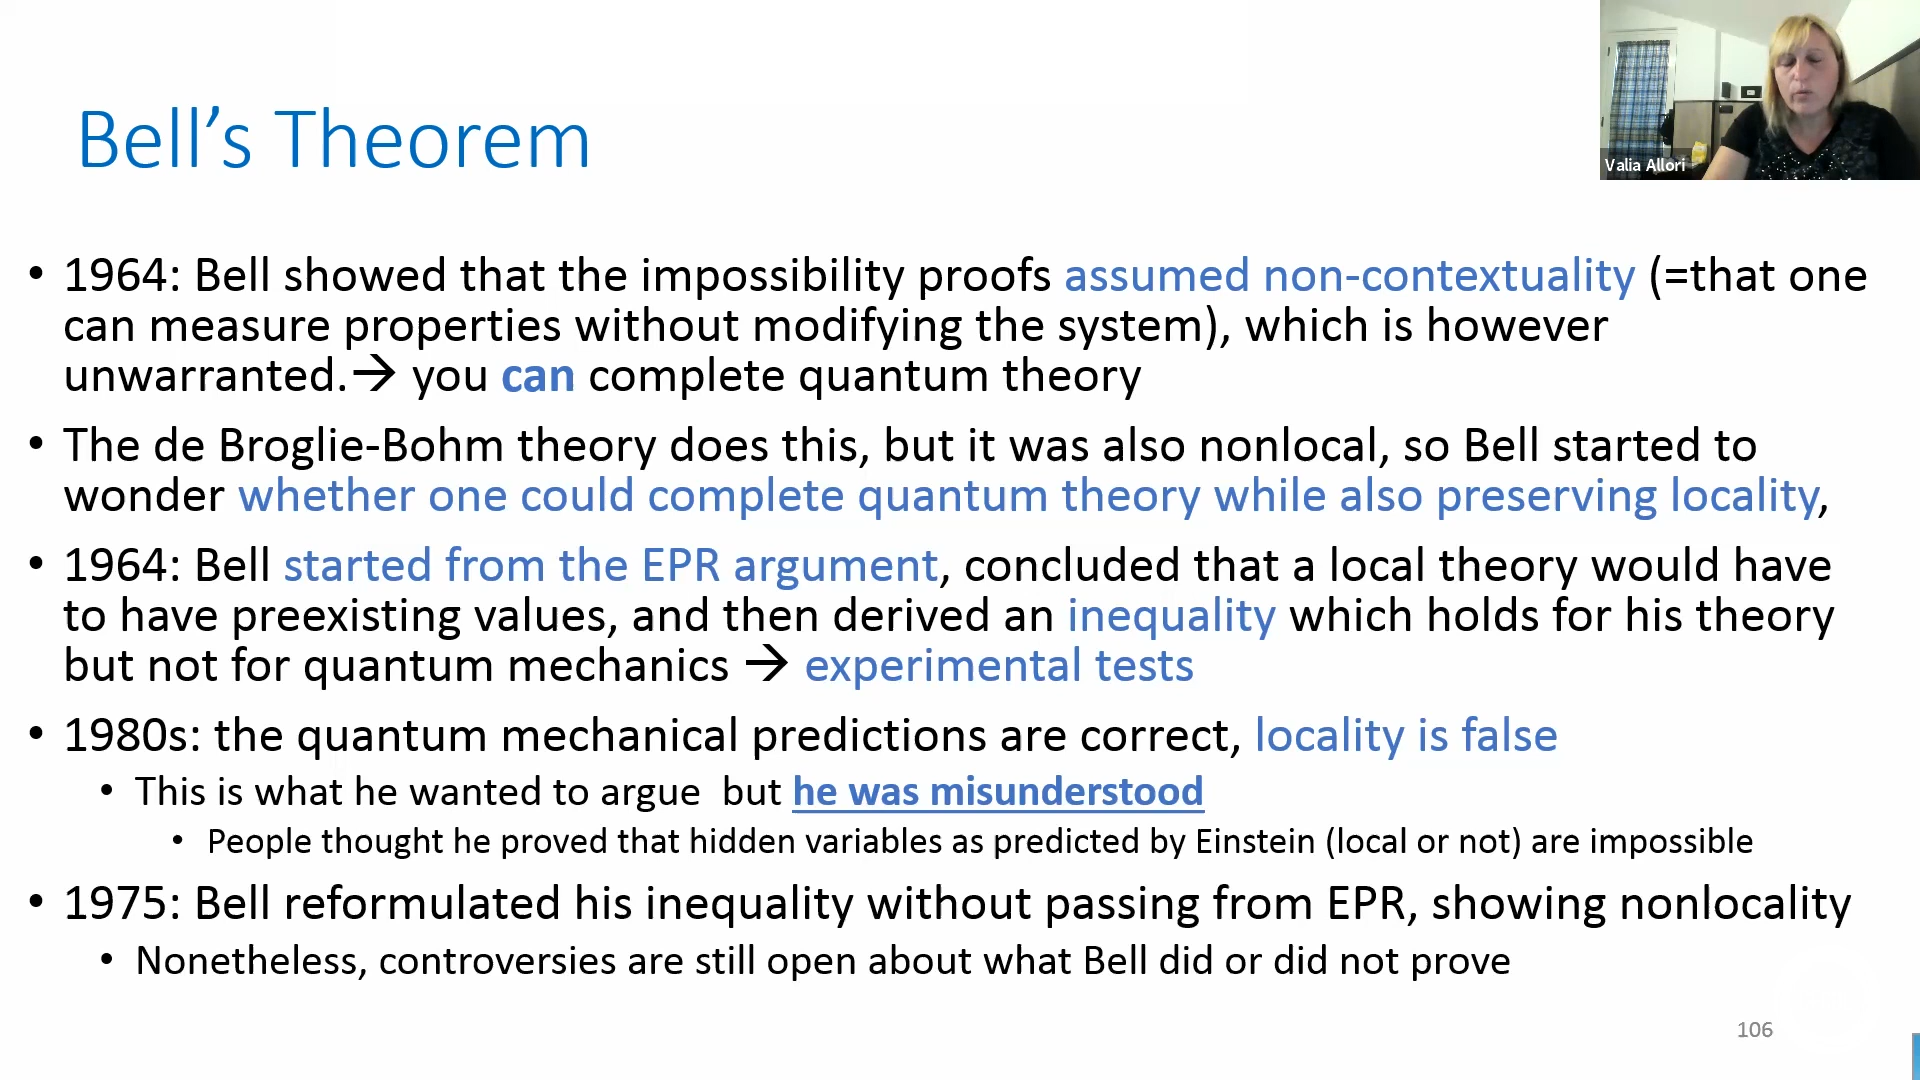 Valia Allori
Bell’s Theorem
• 1964: Bell showed that the impossibility proofs assumed non-contextuality (=that one
can measure properties without modifying the system), which is however
unwarranted.→ you can complete quantum theory
• The de Broglie-Bohm theory does this, but it was also nonlocal, so Bell started to
wonder whether one could complete quantum theory while also preserving locality,
• 1964: Bell started from the EPR argument, concluded that a local theory would have
to have preexisting values, and then derived an inequality which holds for his theory
but not for quantum mechanics → experimental tests
• 1980s: the quantum mechanical predictions are correct, locality is false
• This is what he wanted to argue  but he was misunderstood
• People thought he proved that hidden variables as predicted by Einstein (local or not) are impossible
• 1975: Bell reformulated his inequality without passing from EPR, showing nonlocality
• Nonetheless, controversies are still open about what Bell did or did not prove
106